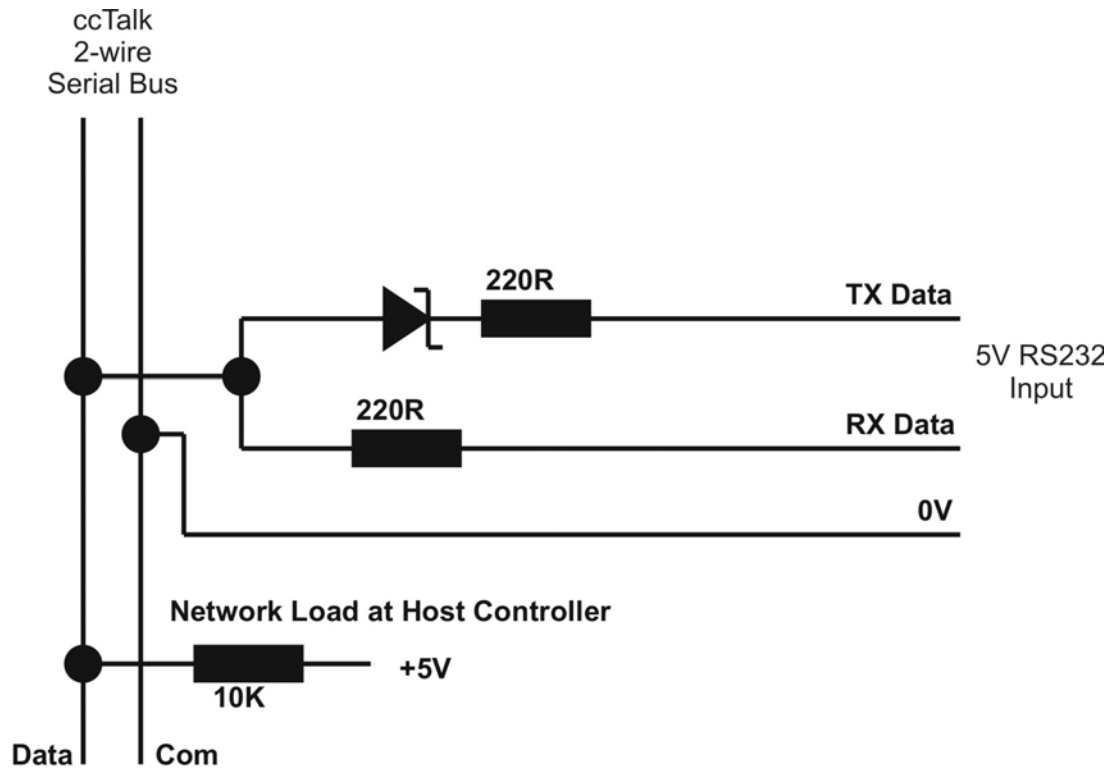 ccTalk
2-wire
Serial Bus
220R
TX Data
5V RS232
Input
220R
RX Data
0V
Network Load at Host Controller
+5V
10K
Data
Com